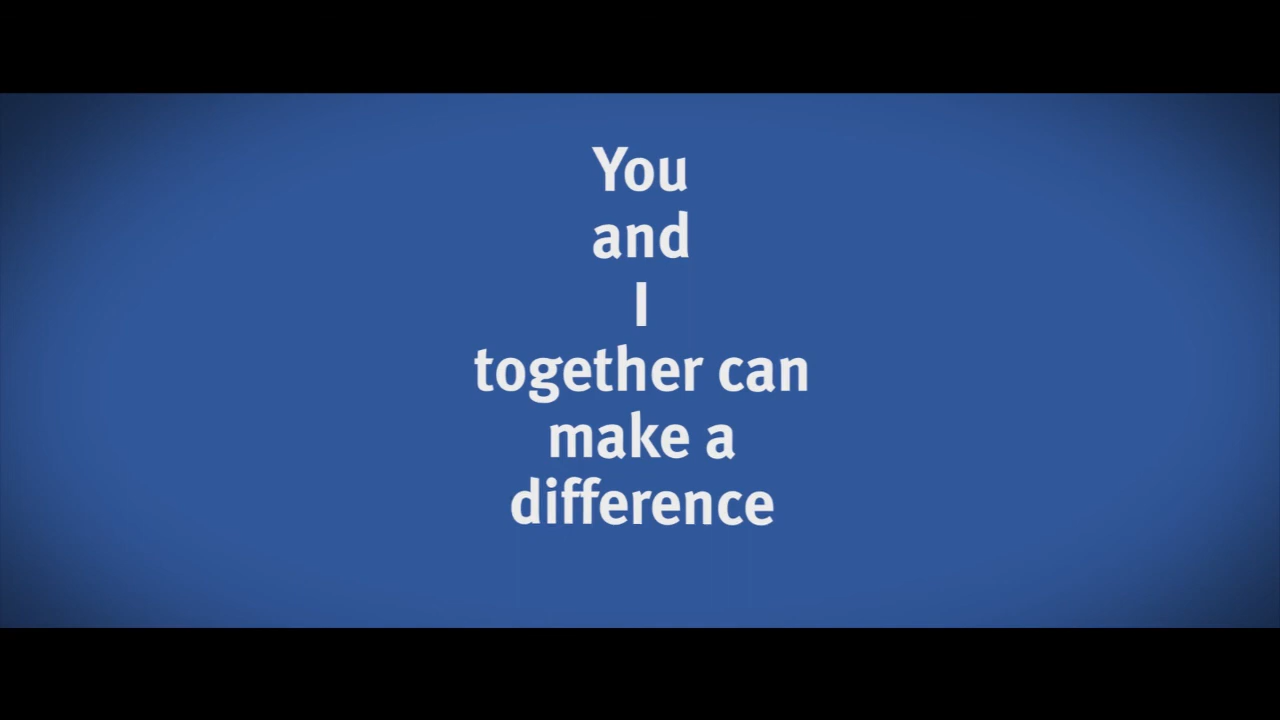 You
and
I
together can
make a
difference